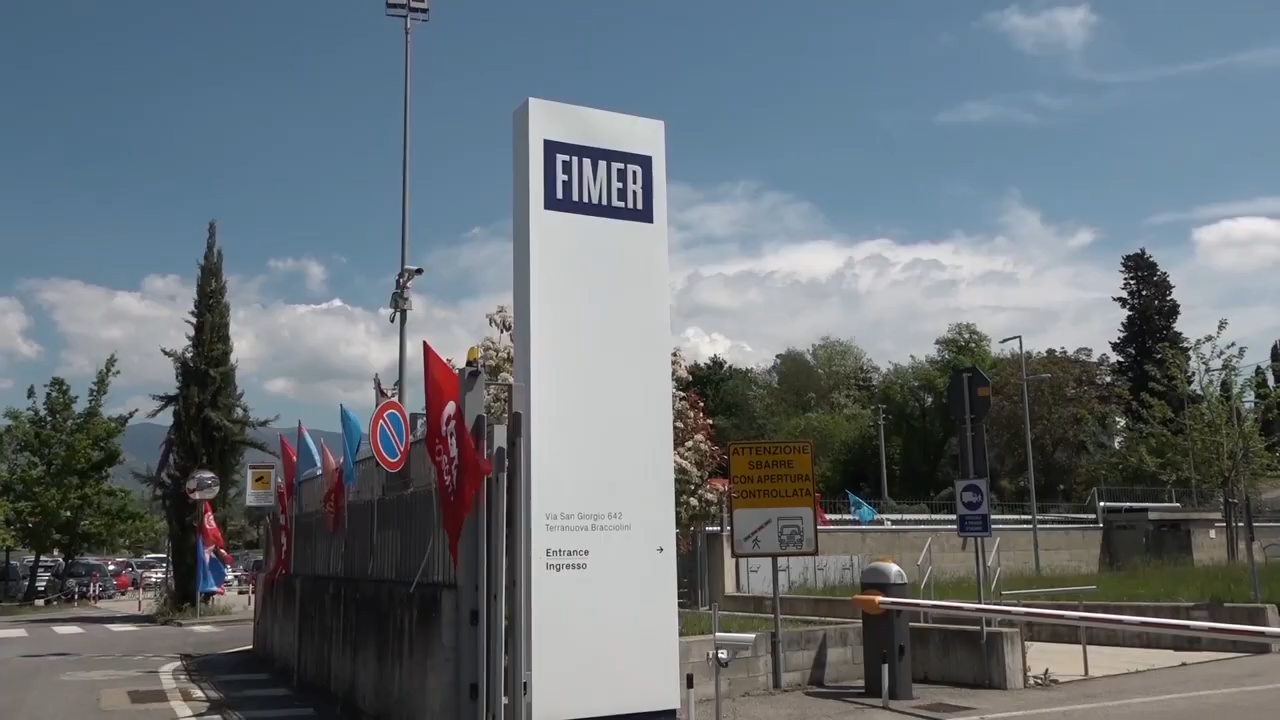 FIMER
Via San Giorgio 642
Terranuova Bracciolini
Entrance
Ingresso
ATTENZIONE
SBARRE
CON APERTURA
CONTROLLATA